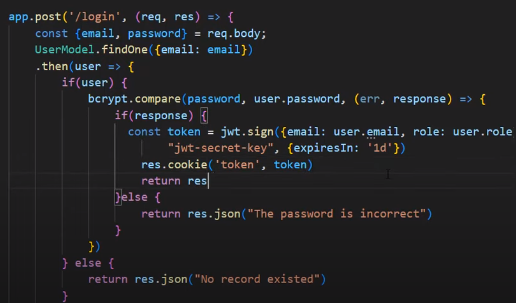 app.post('/login', (req, res) => {
    const {email, password} = req.body;
    UserModel.findOne({email: email})
    .then(user => {
        if(user) {
            bcrypt.compare(password, user.password, (err, response) => {
                if(response) {
                  const token = jwt.sign({email: user.email, role: user.role
                        "jwt-secret-key", {expiresIn: '1d'})
                    res.cookie('token', token)
                    return res
                }else {
                    return res.json("The password is incorrect")
                }
            })
        } else {
            return res.json("No record existed")
        }